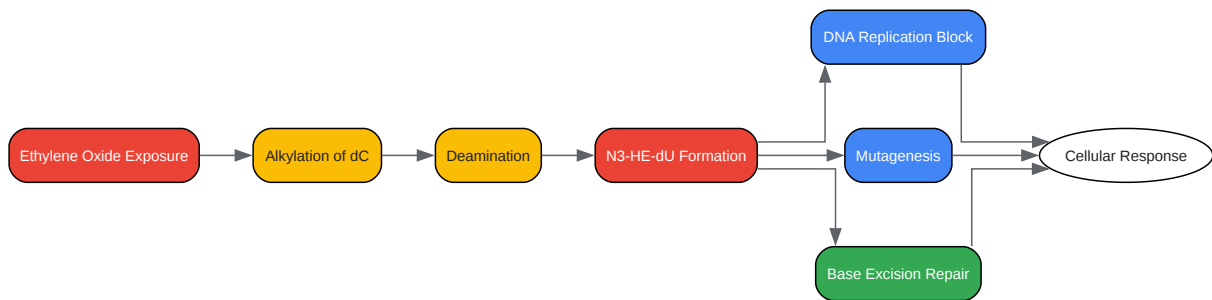 Ethylene Oxide Exposure
Alkylation of dC
Deamination
N3-HE-dU Formation
DNA Replication Block
Mutagenesis
Base Excision Repair
Cellular Response